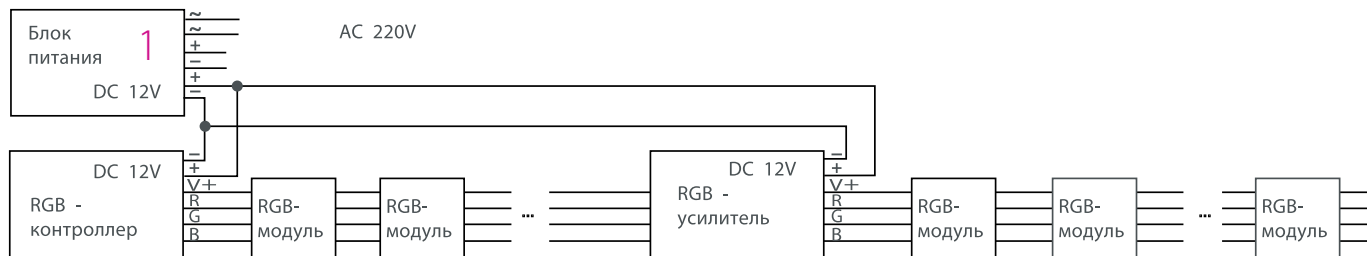 Блок
питания
1
DC 12V
~
~
+
−
+
−
AC 220V
DC 12V
RGB -
контроллер
−
+
V+
R
G
B
RGB-
модуль
RGB-
модуль
...
DC 12V
RGB -
усилитель
−
+
V+
R
G
B
RGB-
модуль
RGB-
модуль
...
RGB-
модуль